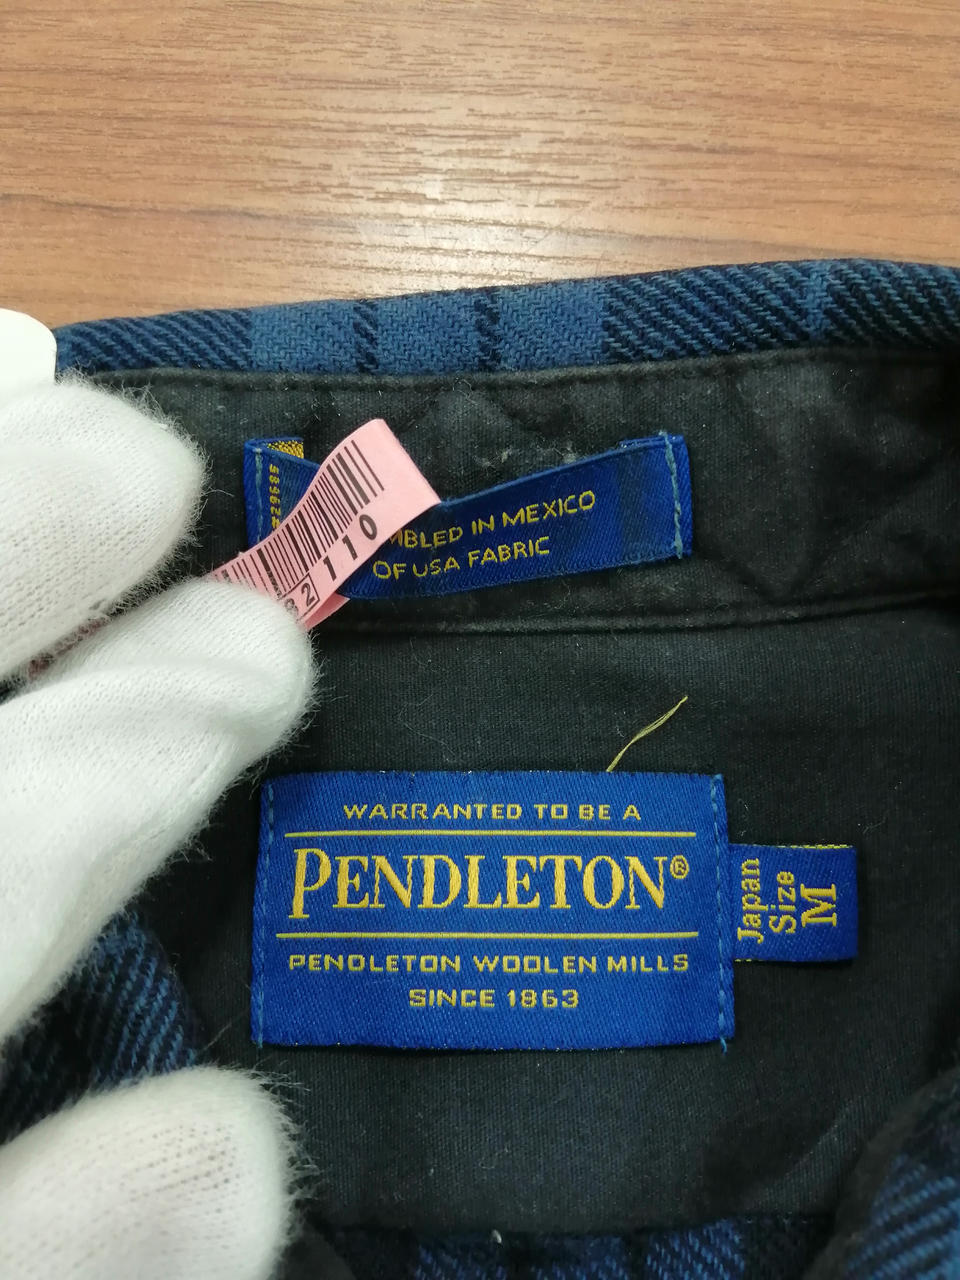 MBLED IN MEXICO
OF USA FABRIC
110
WARRANTED TO BE A
PENDLETON®
PENDLETON WOOLEN MILLS
SINCE 1863
Japan
Size
M